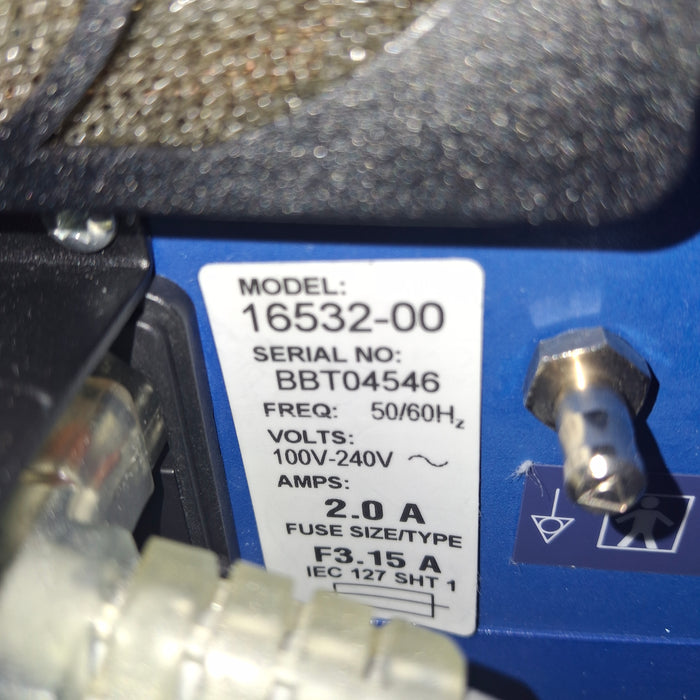 MODEL:
16532-00
SERIAL NO:
BBT04546
FREQ: 50/60Hz
VOLTS:
100V-240V ~
AMPS:
2.0 A
FUSE SIZE/TYPE
F3.15 A
IEC 127 SHT 1